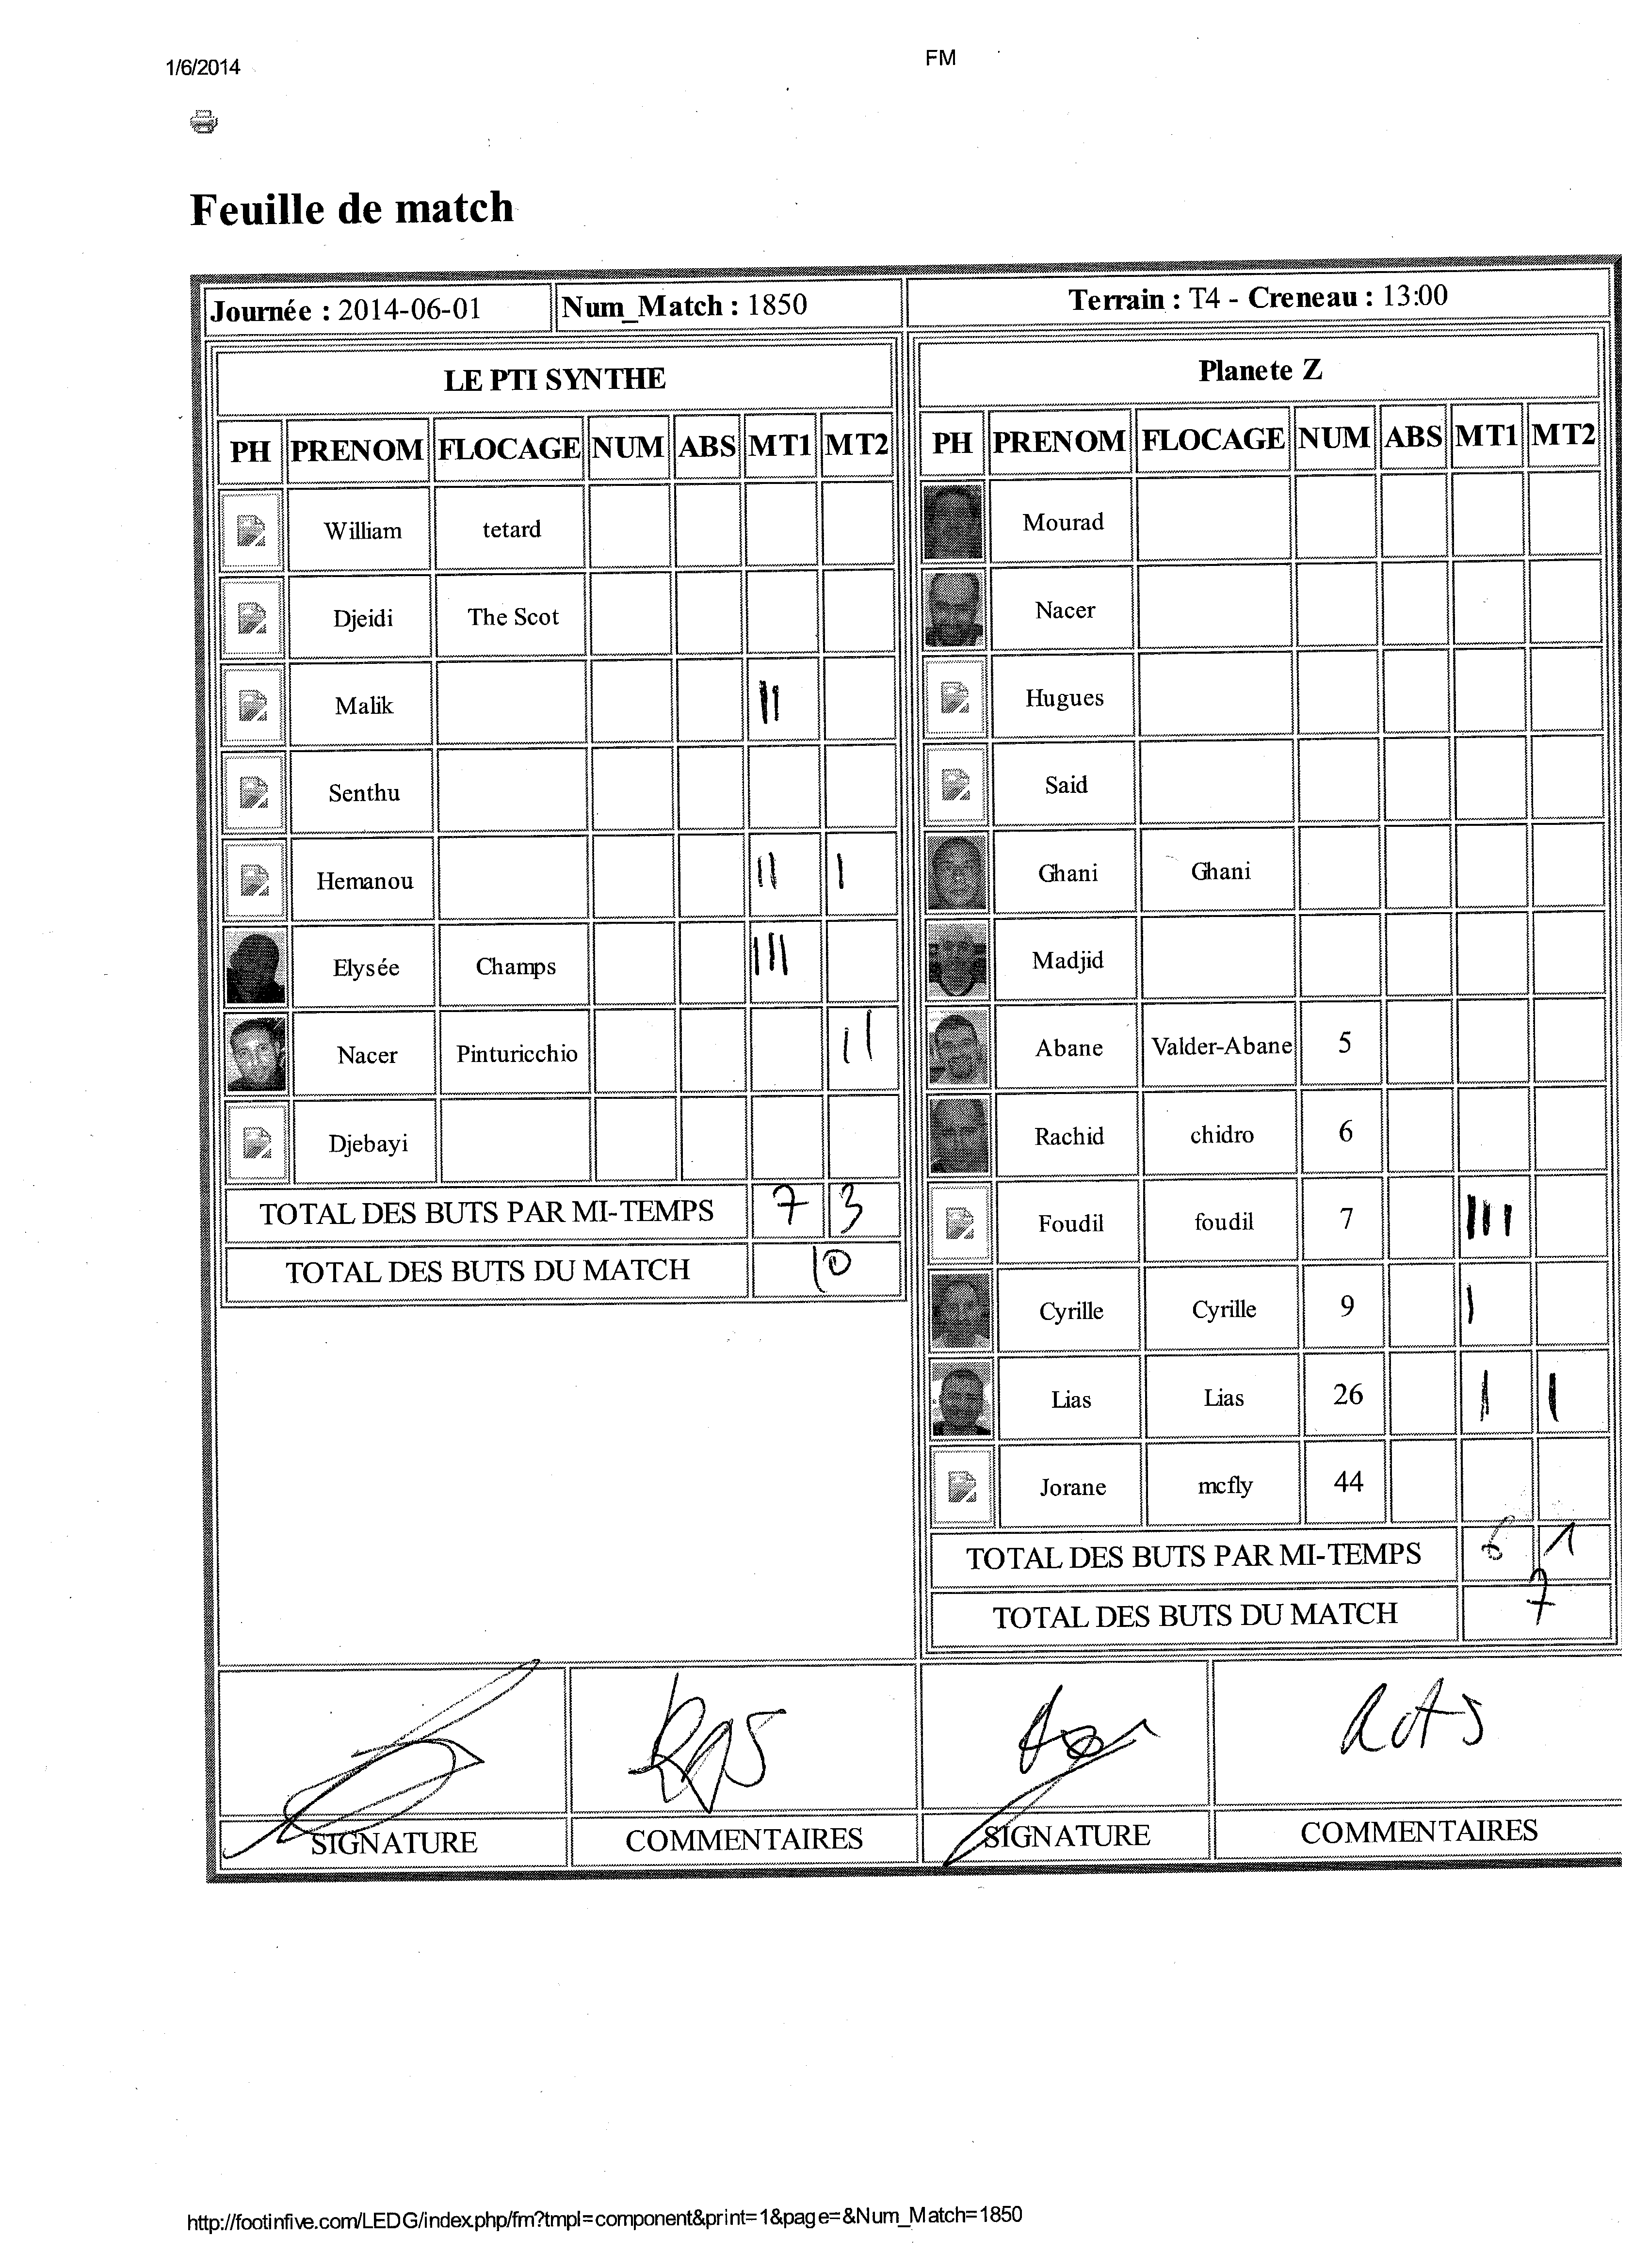 1/6/2014
FM
Feuille de match
Journée : 2014-06-01
Num_Match : 1850
Terrain : T4 - Creneau : 13:00
LE PTI SYNTHE
PH PRENOM FLOCAGE NUM ABS MT1 MT2
William tetard
Djeidi The Scot
Malik II
Senthu
Hemanou II I
Elysée Champs III
Nacer Pinturicchio II
Djebayi
TOTAL DES BUTS PAR MI-TEMPS 7 3
TOTAL DES BUTS DU MATCH 10
Planete Z
PH PRENOM FLOCAGE NUM ABS MT1 MT2
Mourad
Nacer
Hugues
Said
Ghani Ghani
Madjid
Abane Valder-Abane 5
Rachid chidro 6
Foudil foudil 7 
Cyrille Cyrille 9 I
Lias Lias 26 I I
Jorane mcfly 44
TOTAL DES BUTS PAR MI-TEMPS 6 1
TOTAL DES BUTS DU MATCH 7
SIGNATURE
COMMENTAIRES
SIGNATURE
COMMENTAIRES
http://footinfive.com/LEDG/index.php/fm?tmpl=component&print=1&page=&Num_Match=1850